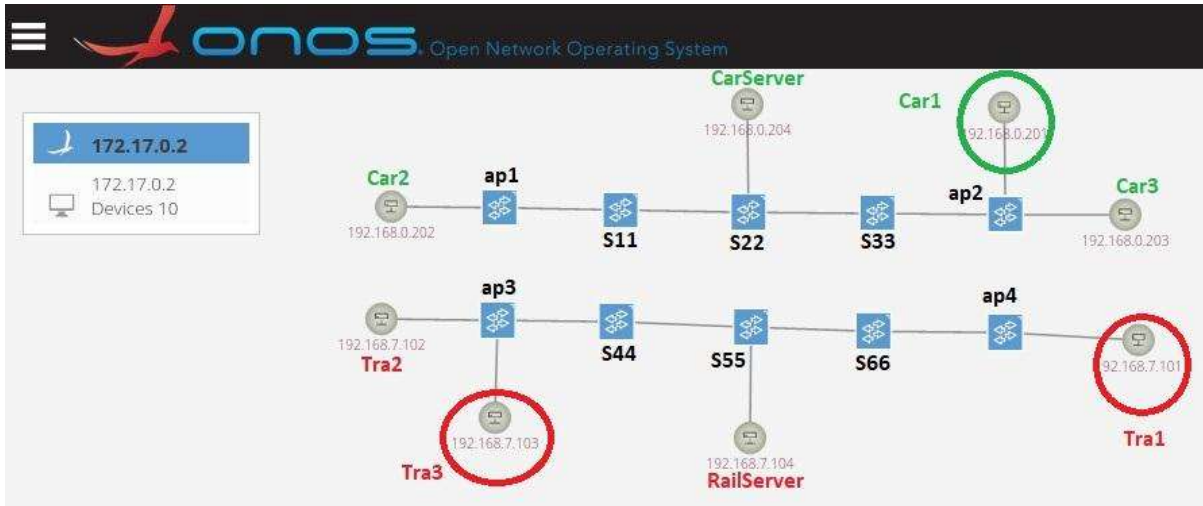 onos. Open Network Operating System
172.17.0.2
172.17.0.2
Devices 10
CarServer
192.168.0.204
Car1
192.168.0.201
Car2
192.168.0.202
ap1
S11
S22
S33
ap2
Car3
192.168.0.203
ap3
192.168.7.102
Tra2
S44
S55
S66
ap4
92.168.7.101
Tra1
192.168.7.103
Tra3
192.168.7.104
RailServer